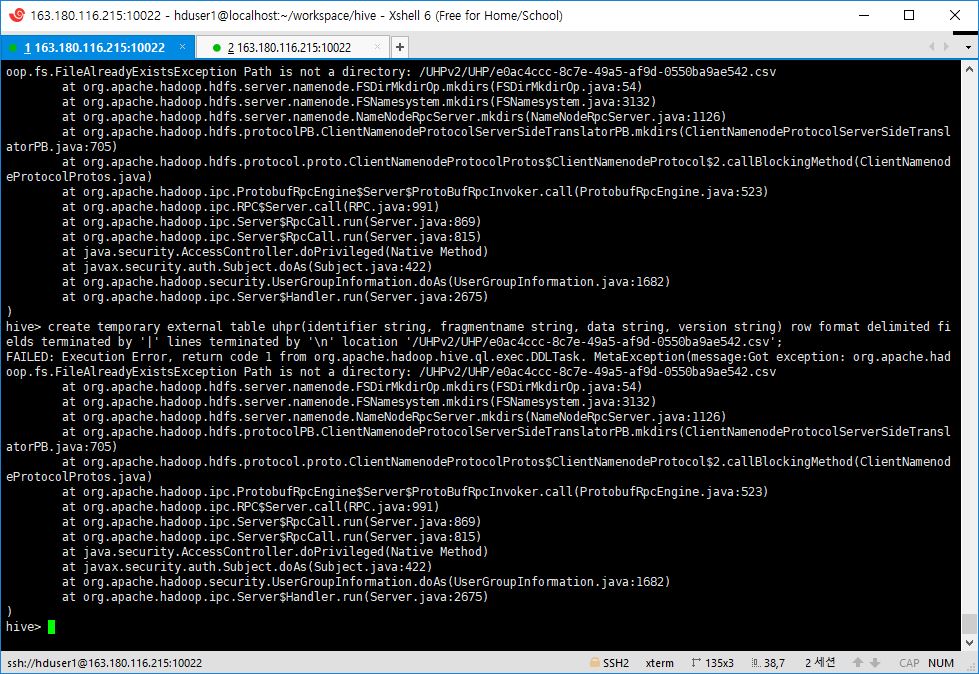 163.180.116.215:10022 - hduser1@localhost:~/workspace/hive - Xshell 6 (Free for Home/School)
1 163.180.116.215:10022 × 2 163.180.116.215:10022 × +
oop.fs.FileAlreadyExistsException Path is not a directory: /UHPv2/UHP/e0ac4ccc-8c7e-49a5-af9d-0550ba9ae542.csv
at org.apache.hadoop.hdfs.server.namenode.FSDirMkdirOp.mkdirs(FSDirMkdirOp.java:54)
at org.apache.hadoop.hdfs.server.namenode.FSNamesystem.mkdirs(FSNamesystem.java:3132)
at org.apache.hadoop.hdfs.server.namenode.NameNodeRpcServer.mkdirs(NameNodeRpcServer.java:1126)
at org.apache.hadoop.hdfs.protocolPB.ClientNamenodeProtocolServerSideTranslatorPB.mkdirs(ClientNamenodeProtocolServerSideTransl
atorPB.java:705)
at org.apache.hadoop.hdfs.protocol.proto.ClientNamenodeProtocolProtos$ClientNamenodeProtocol$2.callBlockingMethod(ClientNamenod
eProtocolProtos.java)
at org.apache.hadoop.ipc.ProtobufRpcEngine$Server$ProtoBufRpcInvoker.call(ProtobufRpcEngine.java:523)
at org.apache.hadoop.ipc.RPC$Server.call(RPC.java:991)
at org.apache.hadoop.ipc.Server$RpcCall.run(Server.java:869)
at org.apache.hadoop.ipc.Server$RpcCall.run(Server.java:815)
at java.security.AccessController.doPrivileged(Native Method)
at javax.security.auth.Subject.doAs(Subject.java:422)
at org.apache.hadoop.security.UserGroupInformation.doAs(UserGroupInformation.java:1682)
at org.apache.hadoop.ipc.Server$Handler.run(Server.java:2675)
)
hive> create temporary external table uhpr(identifier string, fragmentname string, data string, version string) row format delimited fi
elds terminated by '|' lines terminated by '\n' location '/UHPv2/UHP/e0ac4ccc-8c7e-49a5-af9d-0550ba9ae542.csv';
FAILED: Execution Error, return code 1 from org.apache.hadoop.hive.ql.exec.DDLTask. MetaException(message:Got exception: org.apache.had
oop.fs.FileAlreadyExistsException Path is not a directory: /UHPv2/UHP/e0ac4ccc-8c7e-49a5-af9d-0550ba9ae542.csv
at org.apache.hadoop.hdfs.server.namenode.FSDirMkdirOp.mkdirs(FSDirMkdirOp.java:54)
at org.apache.hadoop.hdfs.server.namenode.FSNamesystem.mkdirs(FSNamesystem.java:3132)
at org.apache.hadoop.hdfs.server.namenode.NameNodeRpcServer.mkdirs(NameNodeRpcServer.java:1126)
at org.apache.hadoop.hdfs.protocolPB.ClientNamenodeProtocolServerSideTranslatorPB.mkdirs(ClientNamenodeProtocolServerSideTransl
atorPB.java:705)
at org.apache.hadoop.hdfs.protocol.proto.ClientNamenodeProtocolProtos$ClientNamenodeProtocol$2.callBlockingMethod(ClientNamenod
eProtocolProtos.java)
at org.apache.hadoop.ipc.ProtobufRpcEngine$Server$ProtoBufRpcInvoker.call(ProtobufRpcEngine.java:523)
at org.apache.hadoop.ipc.RPC$Server.call(RPC.java:991)
at org.apache.hadoop.ipc.Server$RpcCall.run(Server.java:869)
at org.apache.hadoop.ipc.Server$RpcCall.run(Server.java:815)
at java.security.AccessController.doPrivileged(Native Method)
at javax.security.auth.Subject.doAs(Subject.java:422)
at org.apache.hadoop.security.UserGroupInformation.doAs(UserGroupInformation.java:1682)
at org.apache.hadoop.ipc.Server$Handler.run(Server.java:2675)
)
hive>
ssh://hduser1@163.180.116.215:10022 SSH2 xterm 135x3 38,7 2 세션 CAP NUM